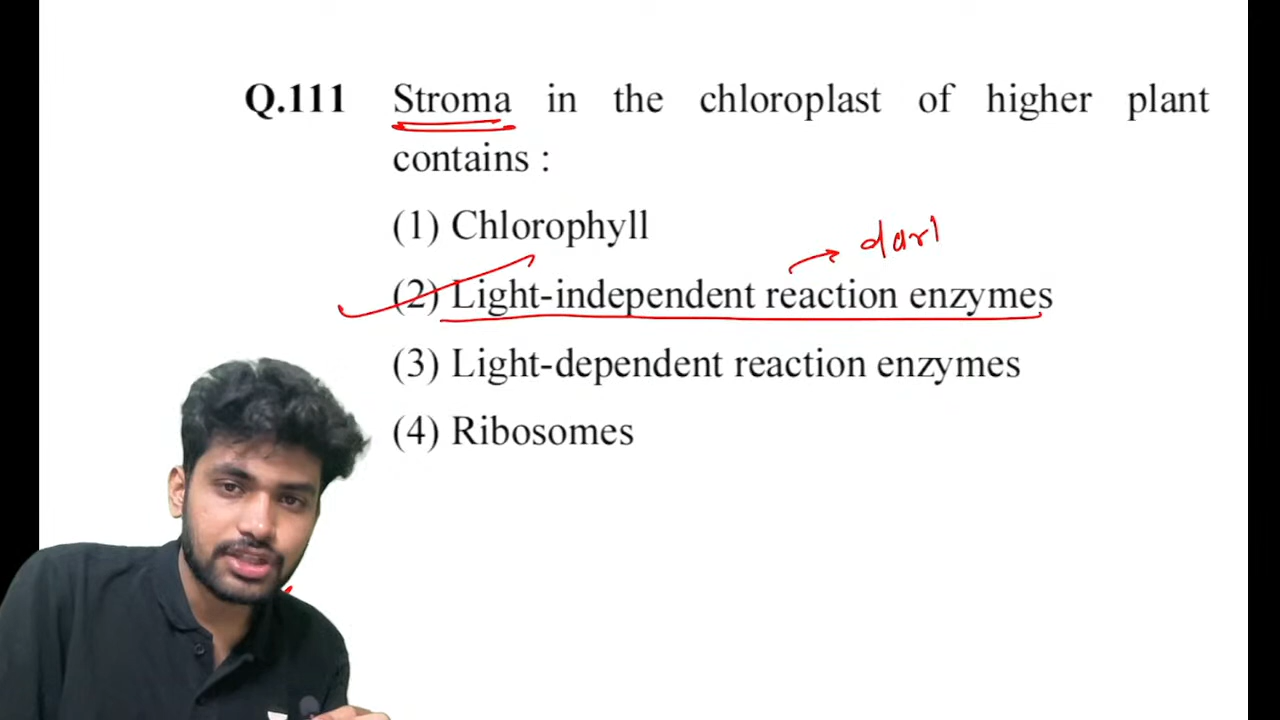 Q.111 Stroma in the chloroplast of higher plant
contains :
(1) Chlorophyll
dar
(2) Light-independent reaction enzymes
(3) Light-dependent reaction enzymes
(4) Ribosomes